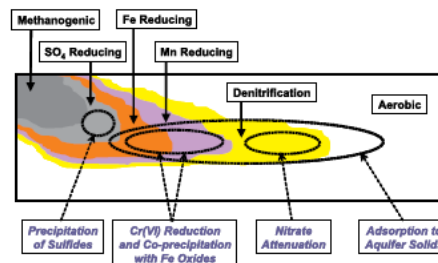 Methanogenic
Fe Reducing
SO4 Reducing
Mn Reducing
Denitrification
Aerobic
Precipitation
of Sulfides
Cr(VI) Reduction
and Co-precipitation
with Fe Oxides
Nitrate
Attenuation
Adsorption to
Aquifer Solids